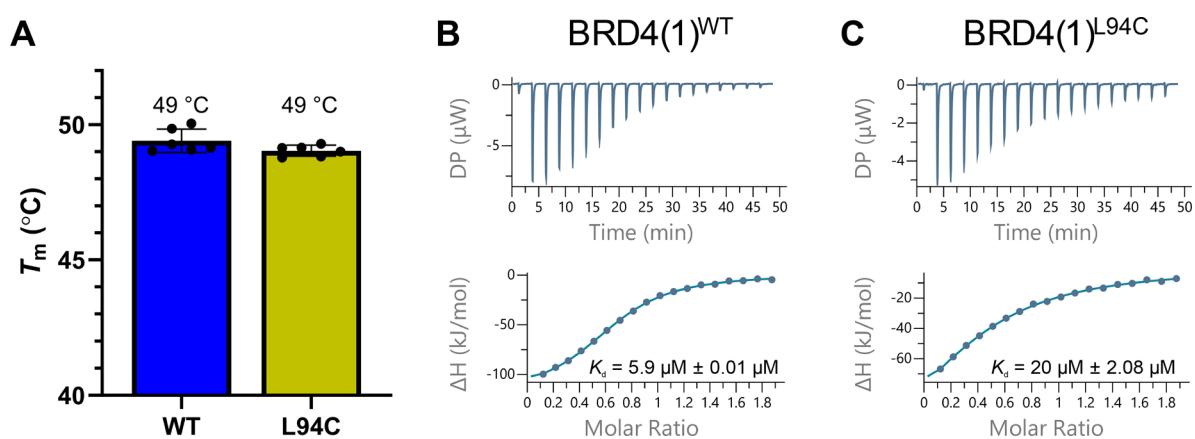 A
49 °C
49 °C
50
45
40
Tm (°C)
WT
L94C
B
BRD4(1)WT
0
-5
DP (µW)
0 5 10 15 20 25 30 35 40 45 50
Time (min)
0
-50
-100
ΔH (kJ/mol)
Kd = 5.9 µM ± 0.01 µM
0 0.2 0.4 0.6 0.8 1 1.2 1.4 1.6 1.8
Molar Ratio
C
BRD4(1)L94C
0
-2
-4
DP (µW)
0 5 10 15 20 25 30 35 40 45 50
Time (min)
-20
-40
-60
ΔH (kJ/mol)
Kd = 20 µM ± 2.08 µM
0 0.2 0.4 0.6 0.8 1 1.2 1.4 1.6 1.8
Molar Ratio